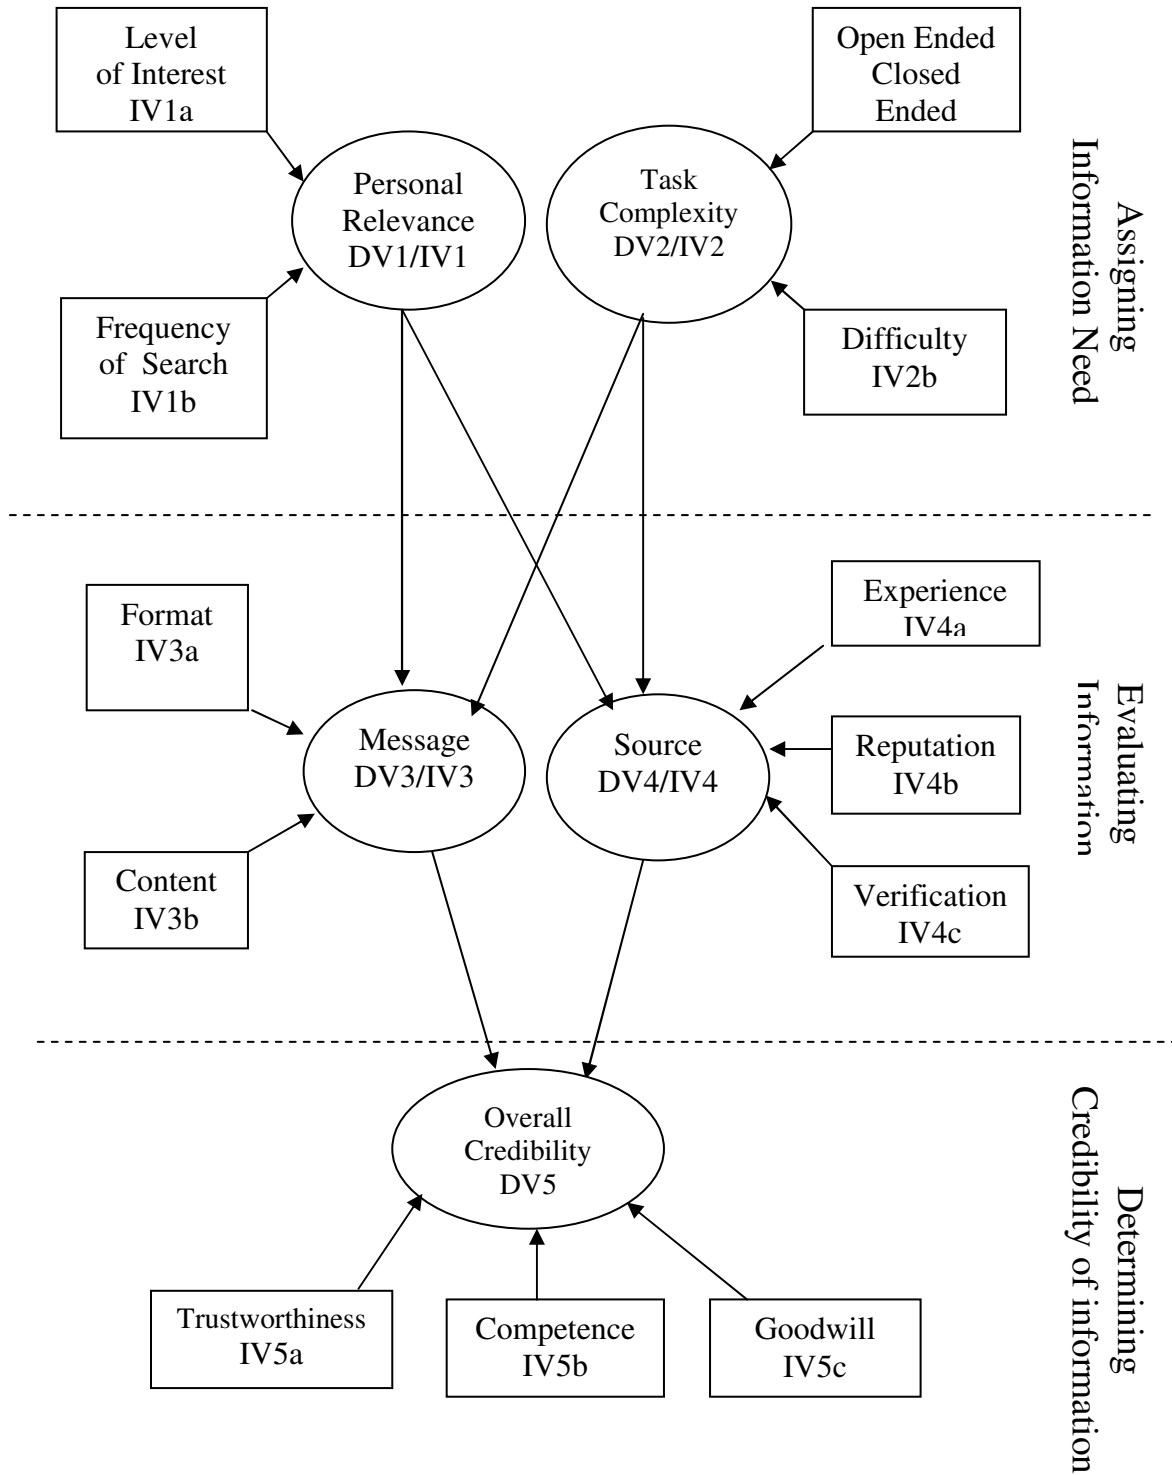 Level
of Interest
IV1a
Open Ended
Closed
Ended
Personal
Relevance
DV1/IV1
Task
Complexity
DV2/IV2
Frequency
of Search
IV1b
Difficulty
IV2b
Assigning
Information Need
Format
IV3a
Experience
IV4a
Message
DV3/IV3
Source
DV4/IV4
Reputation
IV4b
Content
IV3b
Verification
IV4c
Evaluating
Information
Overall
Credibility
DV5
Trustworthiness
IV5a
Competence
IV5b
Goodwill
IV5c
Determining
Credibility of information